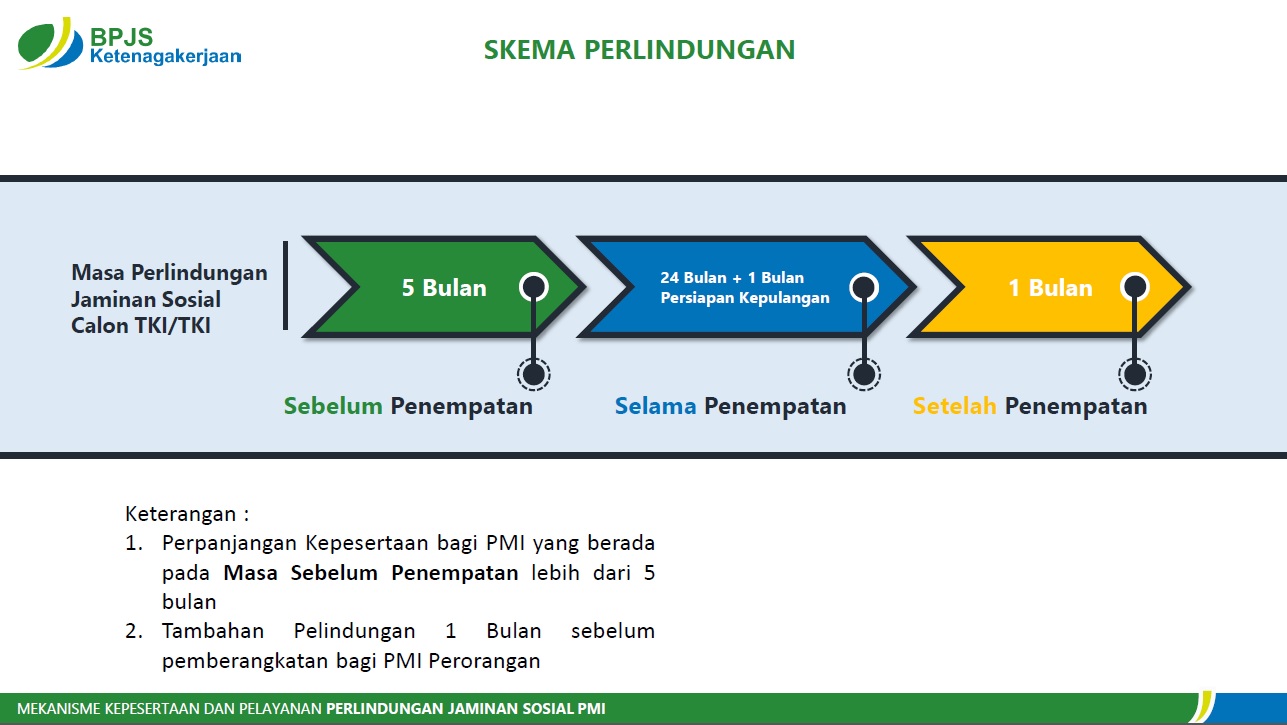 BPJS
Ketenagakerjaan
SKEMA PERLINDUNGAN
Masa Perlindungan
Jaminan Sosial
Calon TKI/TKI
5 Bulan
24 Bulan + 1 Bulan
Persiapan Kepulangan
1 Bulan
Sebelum Penempatan
Selama Penempatan
Setelah Penempatan
Keterangan :
1. Perpanjangan Kepesertaan bagi PMI yang berada
pada Masa Sebelum Penempatan lebih dari 5
bulan
2. Tambahan Pelindungan 1 Bulan sebelum
pemberangkatan bagi PMI Perorangan
MEKANISME KEPESERTAAN DAN PELAYANAN PERLINDUNGAN JAMINAN SOSIAL PMI